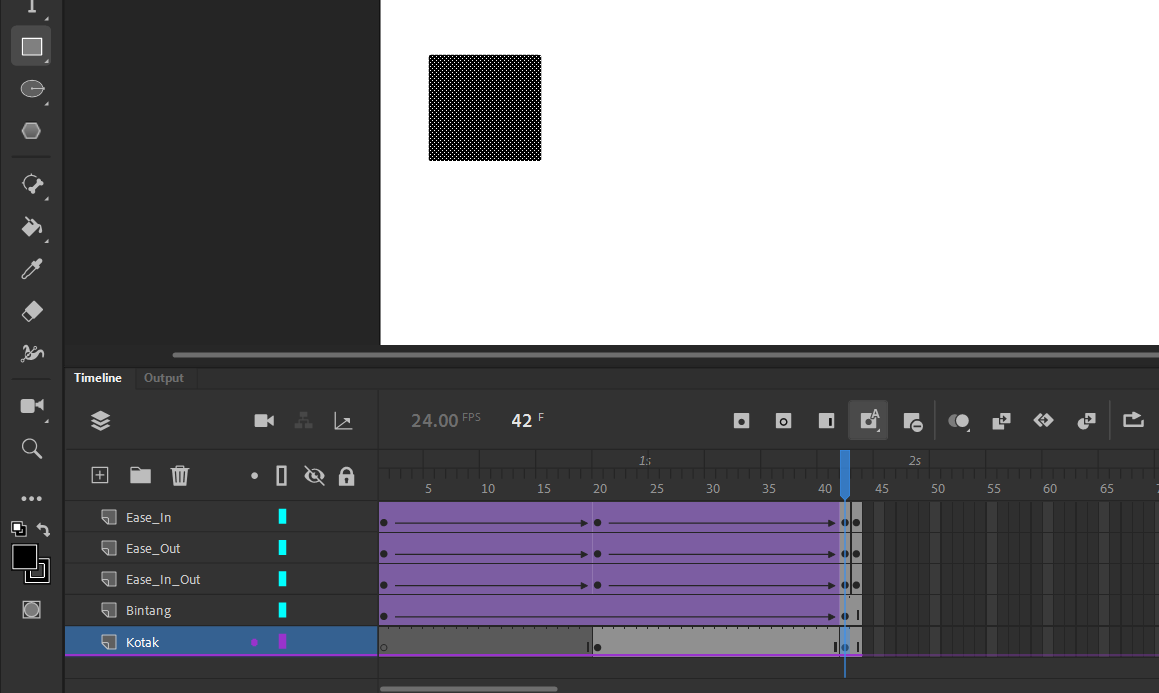 Timeline Output
24.00 FPS 42 F
1s 2s
5 10 15 20 25 30 35 40 45 50 55 60 65
Ease_In
Ease_Out
Ease_In_Out
Bintang
Kotak